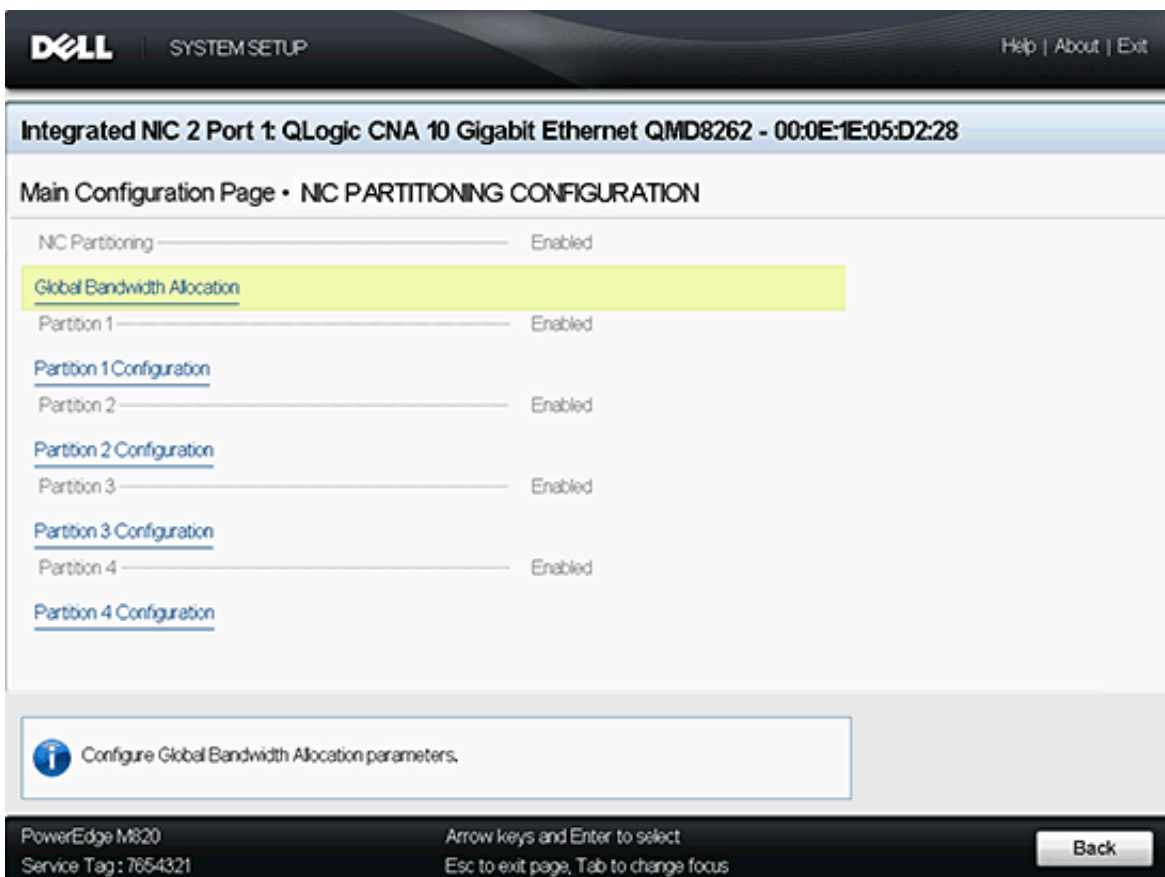 DELL SYSTEM SETUP Help | About | Exit
Integrated NIC 2 Port 1: QLogic CNA 10 Gigabit Ethernet QMD8262 - 00:0E:1E:05:D2:28
Main Configuration Page • NIC PARTITIONING CONFIGURATION
NIC Partitioning Enabled
Global Bandwidth Allocation
Partition 1 Enabled
Partition 1 Configuration
Partition 2 Enabled
Partition 2 Configuration
Partition 3 Enabled
Partition 3 Configuration
Partition 4 Enabled
Partition 4 Configuration
Configure Global Bandwidth Allocation parameters.
PowerEdge M820 Arrow keys and Enter to select
Service Tag : 7654321 Esc to exit page, Tab to change focus
Back